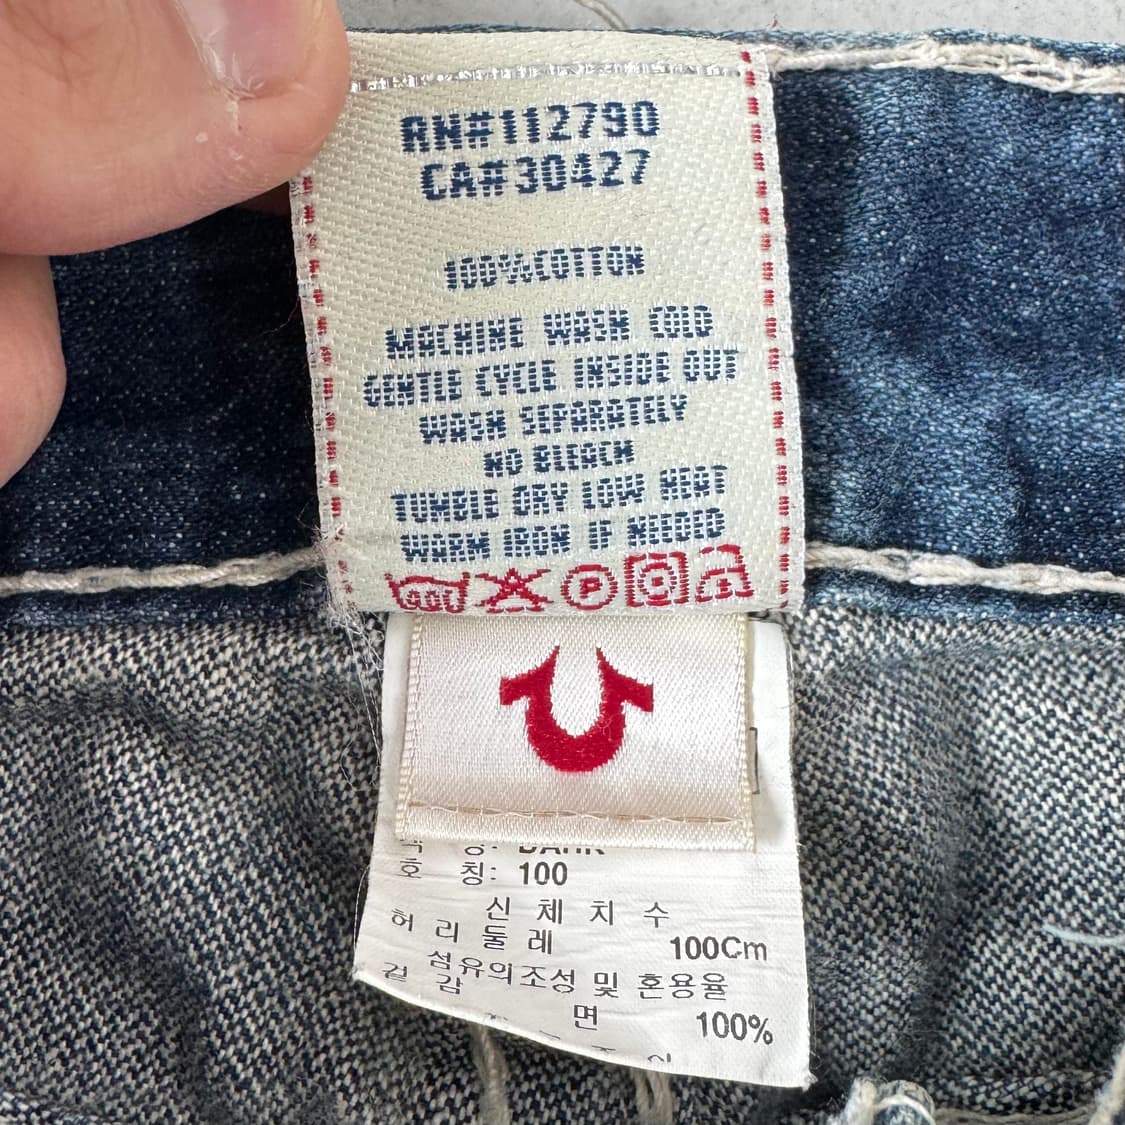 RN#112790
CA#30427
100%COTTON
MACHINE WASH COLD
GENTLE CYCLE INSIDE OUT
WASH SEPARATELY
NO BLEACH
TUMBLE DRY LOW HEAT
WARM IRON IF NEEDED
P
DARK
호 칭: 100
신 체 치 수
허 리 둘 레 100Cm
섬유의조성 및 혼용율
겉 감
면 100%